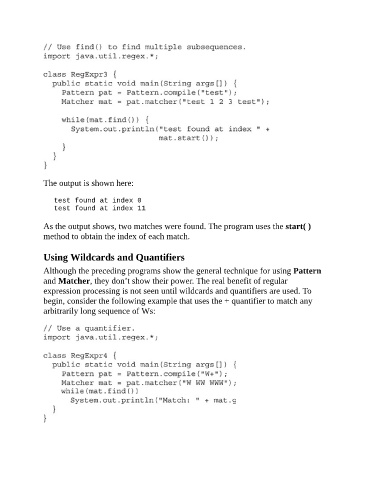 // Use find() to find multiple subsequences.
import java.util.regex.*;

class RegExpr3 {
  public static void main(String args[]) {
    Pattern pat = Pattern.compile("test");
    Matcher mat = pat.matcher("test 1 2 3 test");

    while(mat.find()) {
      System.out.println("test found at index " +
                         mat.start());
    }
  }
}
The output is shown here:
test found at index 0
test found at index 11
As the output shows, two matches were found. The program uses the start( )
method to obtain the index of each match.
Using Wildcards and Quantifiers
Although the preceding programs show the general technique for using Pattern
and Matcher, they don't show their power. The real benefit of regular
expression processing is not seen until wildcards and quantifiers are used. To
begin, consider the following example that uses the + quantifier to match any
arbitrarily long sequence of Ws:
// Use a quantifier.
import java.util.regex.*;

class RegExpr4 {
  public static void main(String args[]) {
    Pattern pat = Pattern.compile("W+");
    Matcher mat = pat.matcher("W WW WWW");
    while(mat.find())
      System.out.println("Match: " + mat.g
  }
}